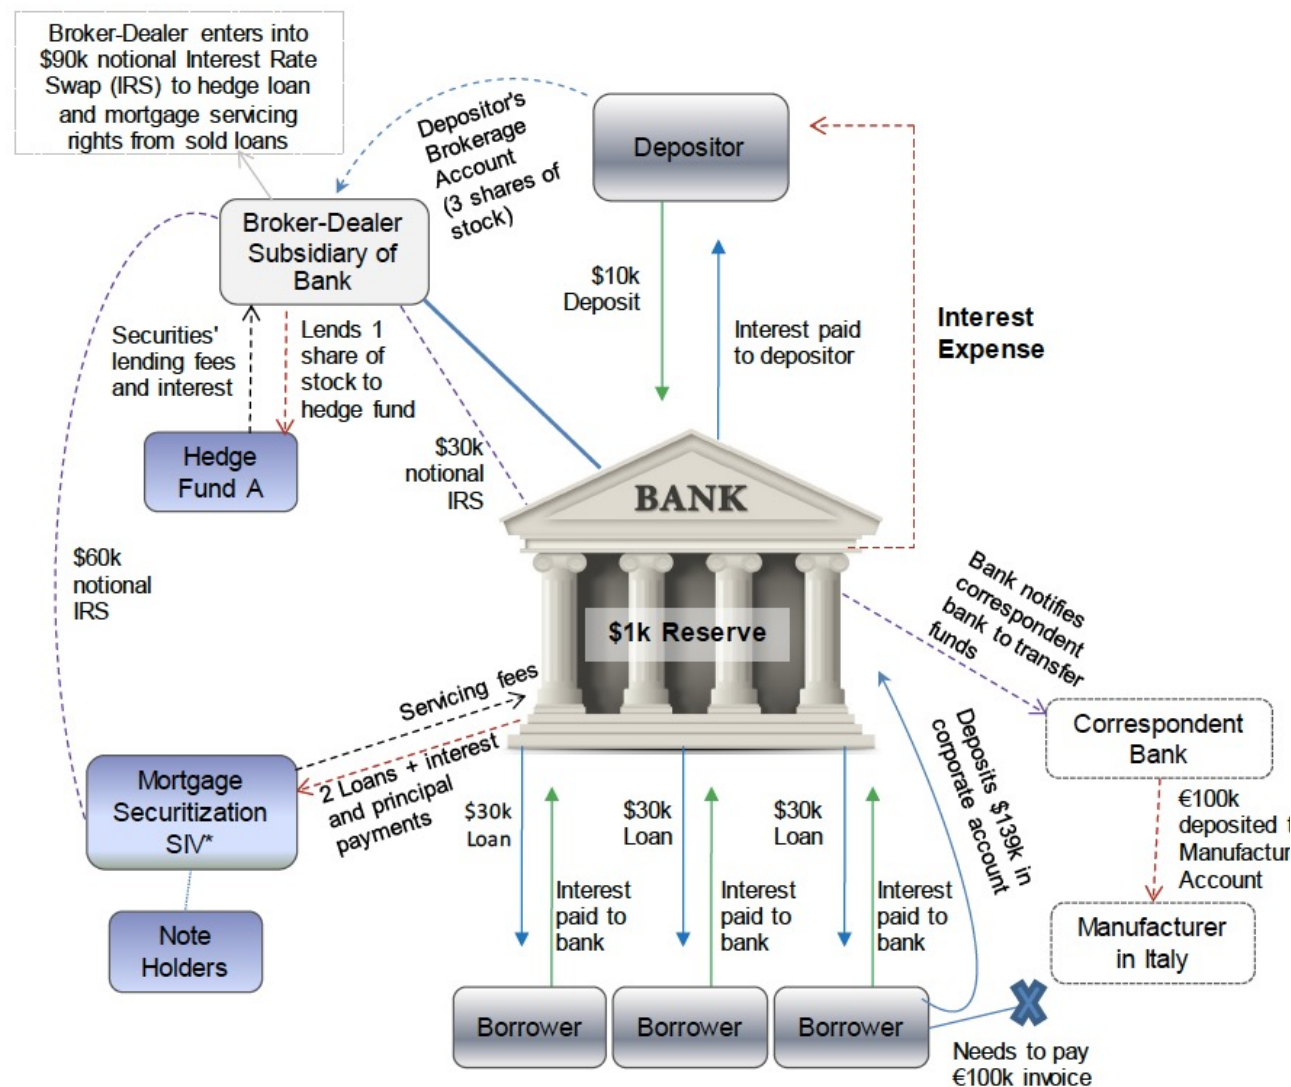 Broker-Dealer enters into
$90k notional Interest Rate
Swap (IRS) to hedge loan
and mortgage servicing
rights from sold loans
Depositor's
Brokerage
Account
(3 shares of
stock)
Depositor
Broker-Dealer
Subsidiary of
Bank
$10k
Deposit
Interest paid
to depositor
Interest
Expense
Securities'
lending fees
and interest
Lends 1
share of
stock to
hedge fund
Hedge
Fund A
$30k
notional
IRS
BANK
$60k
notional
IRS
$1k Reserve
Bank notifies
correspondent
bank to transfer
funds
Servicing fees
2 Loans + interest
and principal
payments
Mortgage
Securitization
SIV*
Note
Holders
$30k
Loan
$30k
Loan
$30k
Loan
Deposits $139k in
corporate account
Correspondent
Bank
€100k
deposited
Manufactur
Account
Manufacturer
in Italy
Interest
paid to
bank
Interest
paid to
bank
Interest
paid to
bank
Borrower
Borrower
Borrower
Needs to pay
€100k invoice